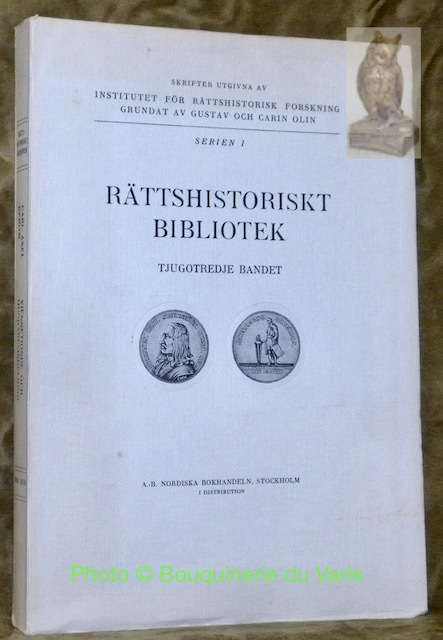 SKRIFTER UTGIVNA AV
INSTITUTET FÖR RÄTTSHISTORISK FORSKNING
GRUNDAT AV GUSTAV OCH CARIN OLIN
SERIEN I
RÄTTSHISTORISKT
BIBLIOTEK
TJUGOTREDJE BANDET
A.-B. NORDISKA BOKHANDELN, STOCKHOLM
I DISTRIBUTION
Photo © Bouquinerie du Varis